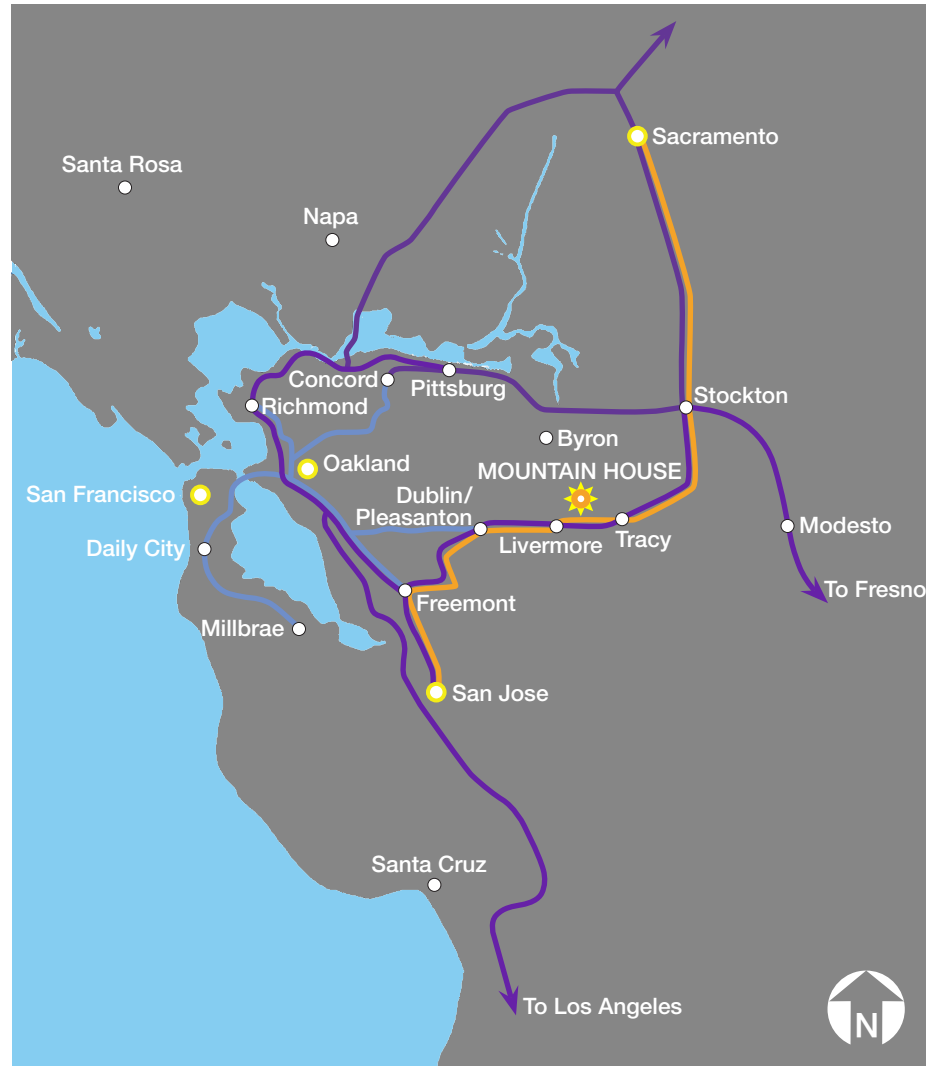 Sacramento
Santa Rosa
Napa
Concord
Pittsburg
Richmond
Stockton
Byron
Oakland
MOUNTAIN HOUSE
San Francisco
Dublin/
Pleasanton
Livermore
Tracy
Modesto
Daily City
To Fresno
Freemont
Millbrae
San Jose
Santa Cruz
To Los Angeles
N